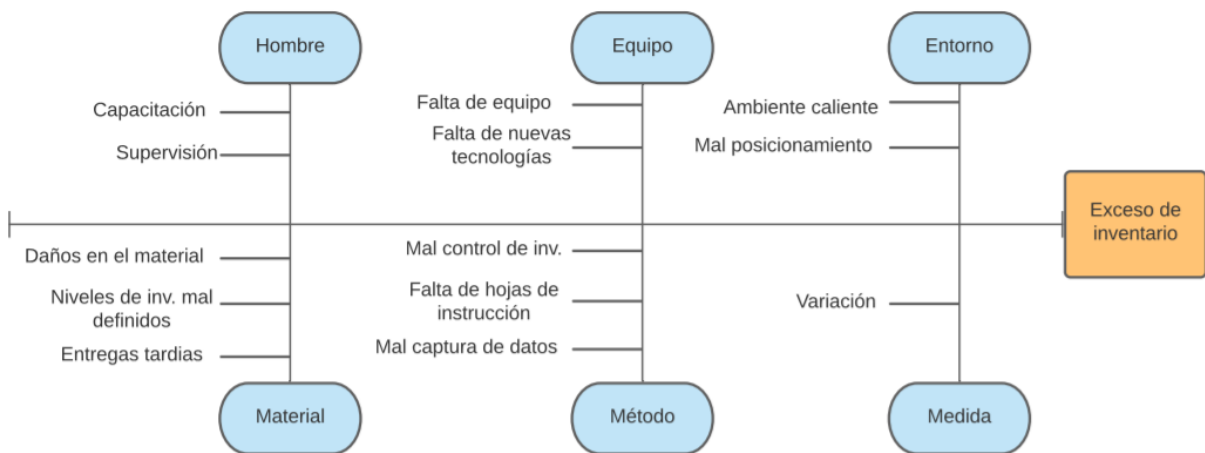 Hombre
Equipo
Entorno
Capacitación
Supervisión
Falta de equipo
Falta de nuevas
tecnologías
Ambiente caliente
Mal posicionamiento
Exceso de
inventario
Daños en el material
Niveles de inv. mal
definidos
Entregas tardias
Mal control de inv.
Falta de hojas de
instrucción
Mal captura de datos
Variación
Material
Método
Medida